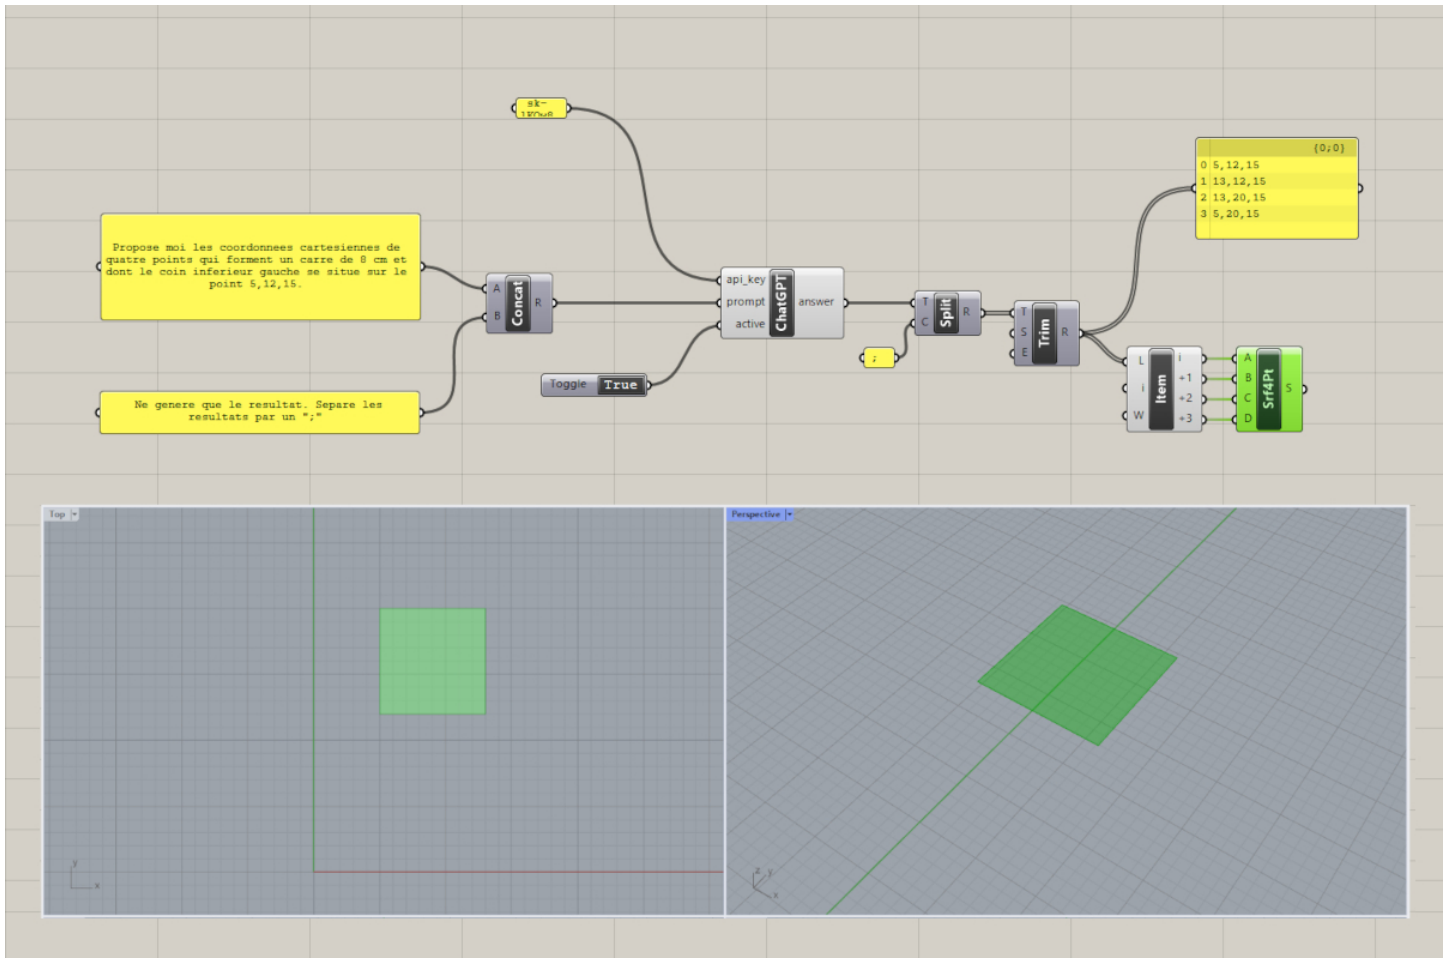 sk-
Propose moi les coordonnees cartesiennes de
quatre points qui forment un carre de 8 cm et
dont le coin inferieur gauche se situe sur le
point 5,12,15.
Ne genere que le resultat. Separe les
resultats par un ";"
A
B
Concat
R
Toggle True
api_key
prompt
active
ChatGPT
answer
;
T
C
Split
R
T
S
E
Trim
R
{0;0}
0 5,12,15
1 13,12,15
2 13,20,15
3 5,20,15
L
i
W
Item
i
+1
+2
+3
A
B
C
D
Srf4Pt
S
Top
y
x
Perspective
z
y
x